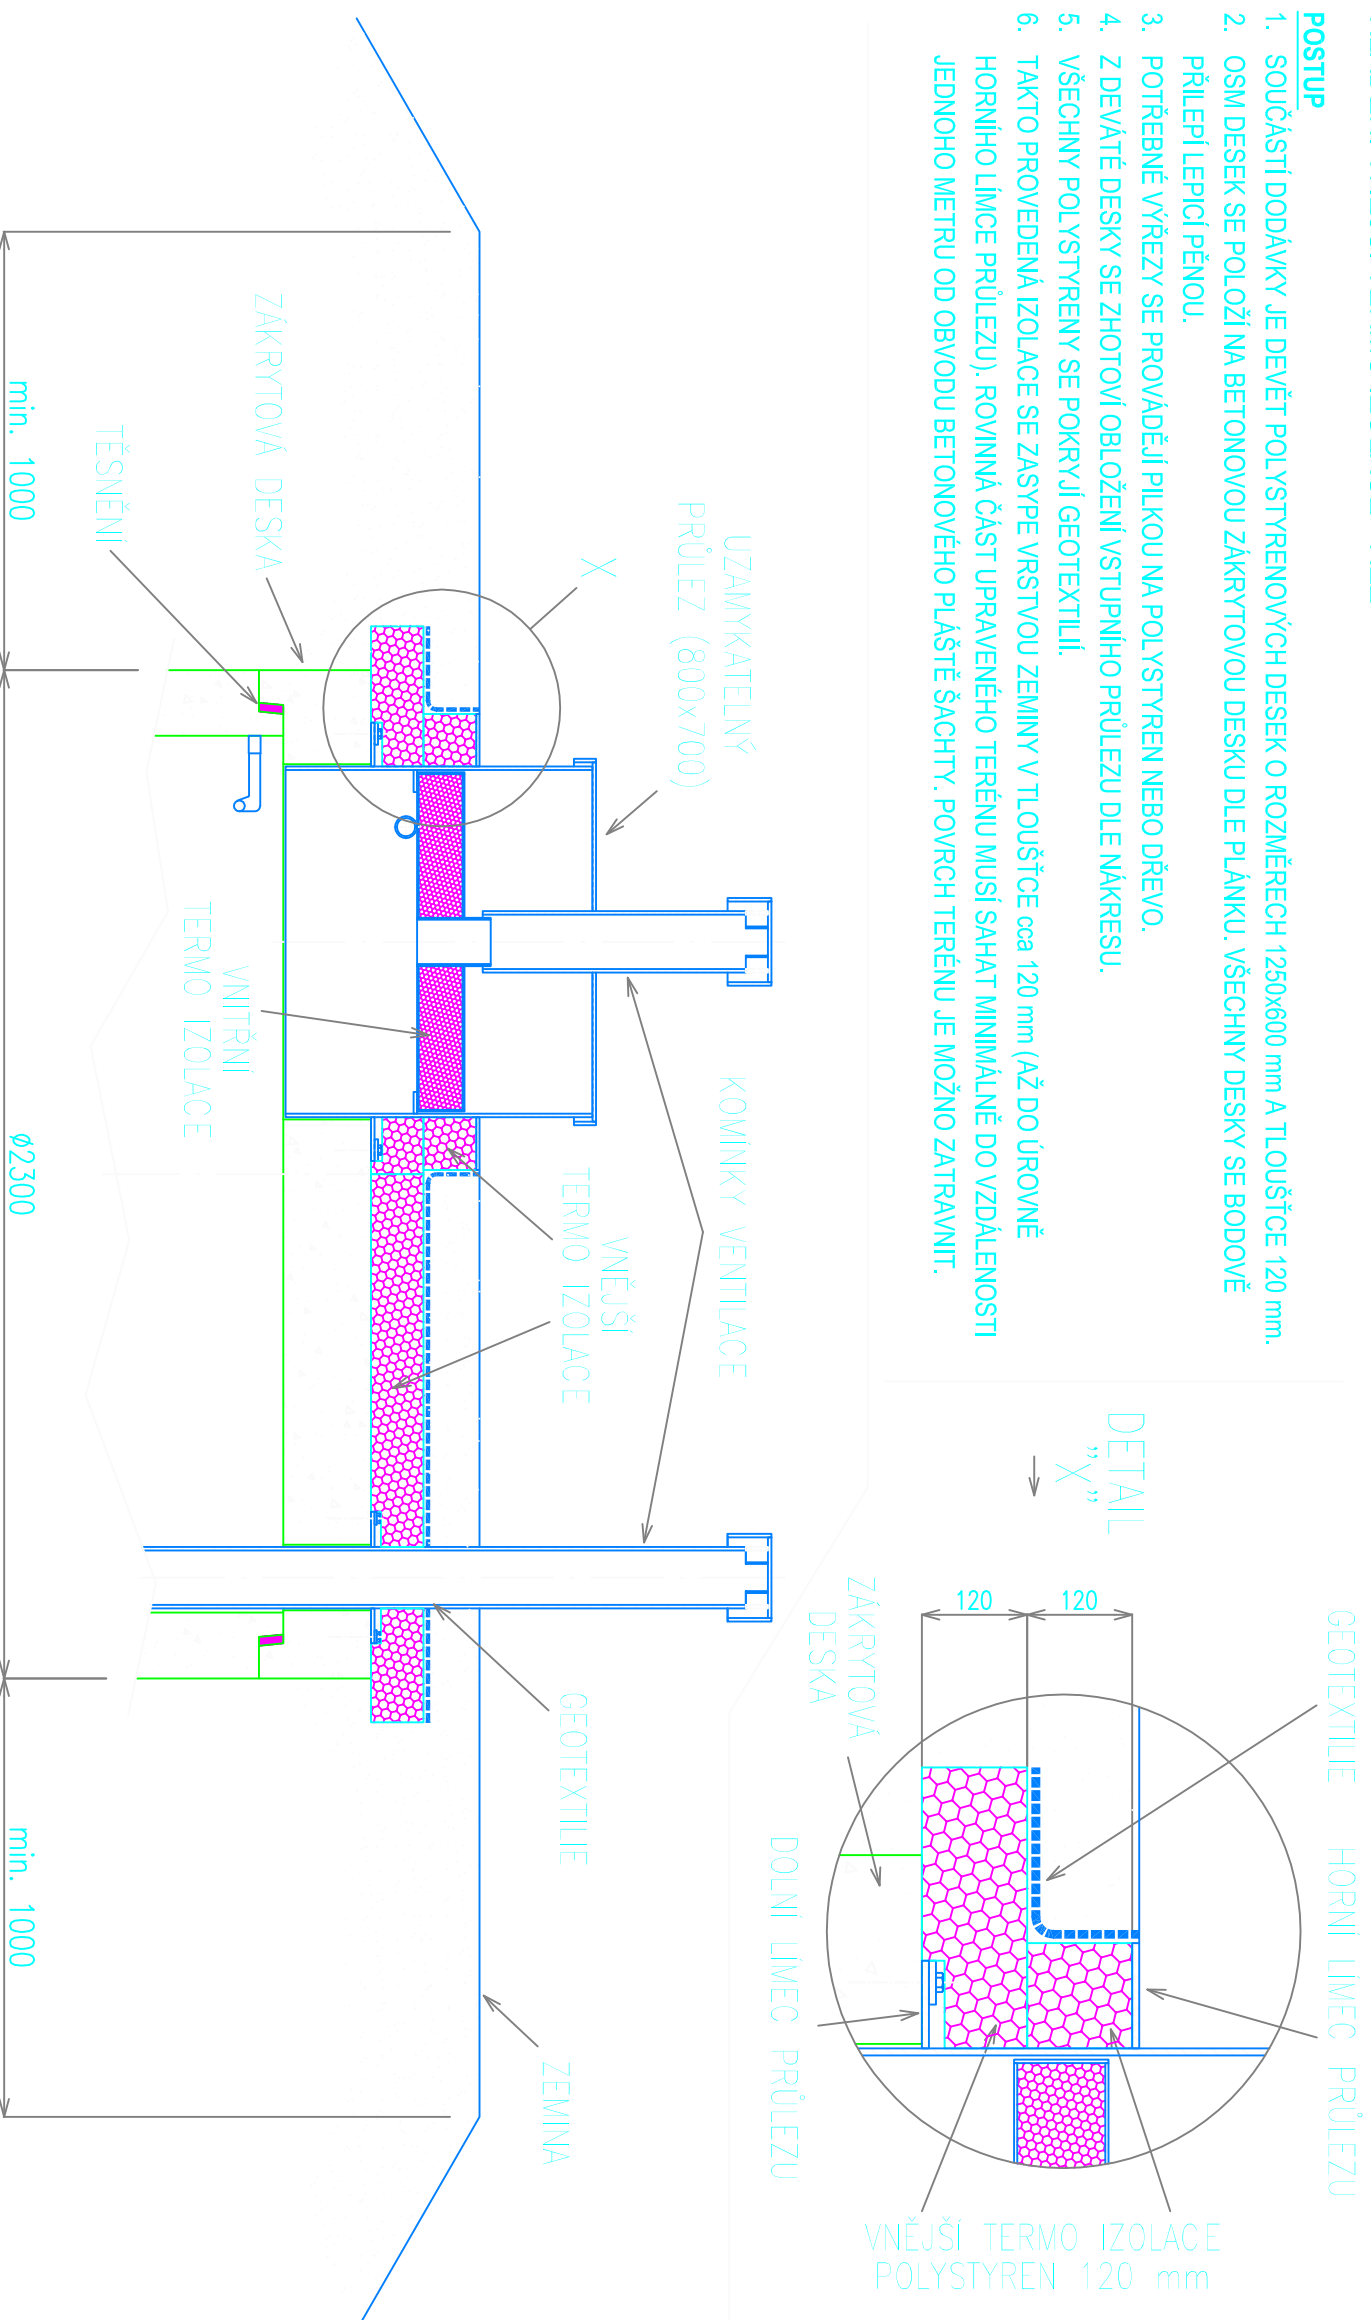 POSTUP
1. SOUČÁSTÍ DODÁVKY JE DEVĚT POLYSTYRENOVÝCH DESEK O ROZMĚRECH 1250x600 mm A TLOUŠŤCE 120 mm.
2. OSM DESEK SE POLOŽÍ NA BETONOVOU ZÁKRYTOVOU DESKU DLE PLÁNKU. VŠECHNY DESKY SE BODOVĚ
PŘILEPÍ LEPICÍ PĚNOU.
3. POTŘEBNÉ VÝŘEZY SE PROVÁDĚJÍ PILKOU NA POLYSTYREN NEBO DŘEVO.
4. Z DEVÁTÉ DESKY SE ZHOTOVÍ OBLOŽENÍ VSTUPNÍHO PRŮLEZU DLE NÁKRESU.
5. VŠECHNY POLYSTYRENY SE POKRYJÍ GEOTEXTILIÍ.
6. TAKTO PROVEDENÁ IZOLACE SE ZASYPE VRSTVOU ZEMINY V TLOUŠŤCE cca 120 mm (AŽ DO ÚROVNĚ
HORNÍHO LÍMCE PRŮLEZU). ROVINNÁ ČÁST UPRAVENÉHO TERÉNU MUSÍ SAHAT MINIMÁLNĚ DO VZDÁLENOSTI
JEDNOHO METRU OD OBVODU BETONOVÉHO PLÁŠTĚ ŠACHTY. POVRCH TERÉNU JE MOŽNO ZATRAVNIT.
DETAIL
„X”
GEOTEXTILIE
HORNÍ LÍMEC PRŮLEZU
120
120
ZÁKRYTOVÁ
DESKA
DOLNÍ LÍMEC PRŮLEZU
VNĚJŠÍ TERMO IZOLACE
POLYSTYREN 120 mm
UZAMYKATELNÝ
PRŮLEZ (800x700)
X
KOMÍNKY VENTILACE
VNĚJŠÍ
TERMO IZOLACE
GEOTEXTILIE
ZEMINA
ZÁKRYTOVÁ DESKA
TĚSNĚNÍ
VNITŘNÍ
TERMO IZOLACE
min. 1000
ø2300
min. 1000